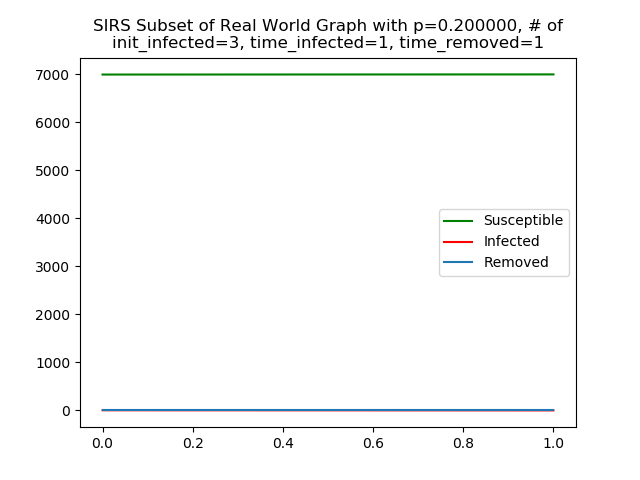 SIRS Subset of Real World Graph with p=0.200000, # of
init_infected=3, time_infected=1, time_removed=1
7000
6000
5000
4000
3000
2000
1000
0
Susceptible
Infected
Removed
0.0 0.2 0.4 0.6 0.8 1.0